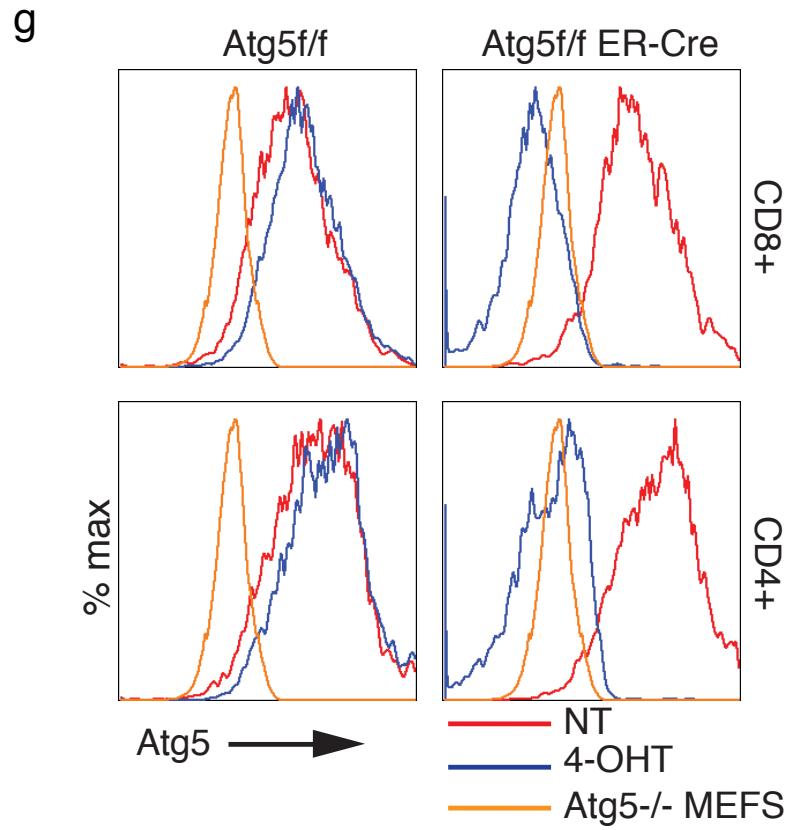 g
Atg5f/f
Atg5f/f ER-Cre
CD8+
CD4+
% max
Atg5
NT
4-OHT
Atg5-/- MEFS